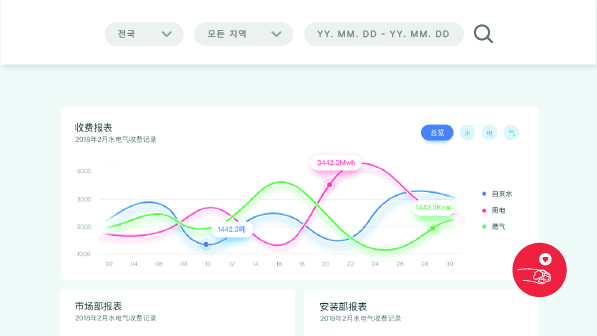 전국
모든 지역
YY. MM. DD - YY. MM. DD
收费报表
2018年2月水电气收费记录
总览
水
电
气
3442.3Mwh
1442.3吨
1442.3Kcal
4000
3000
2000
1000
02 04 06 08 10 12 14 16 18 20 22 24 26 28 30
自来水
用电
燃气
市场部报表
2018年2月水电气收费记录
安装部报表
2018年2月水电气收费记录